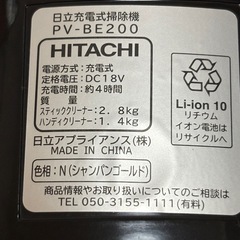 日立充電式掃除機
PV-BE200
HITACHI
電源方式：充電式
定格電圧：DC18V
充電時間：約4時間
質　量
スティッククリーナー：2.8kg
ハンディクリーナー：1.4kg
日立アプライアンス(株)
MADE IN CHINA
Li-ion 10
リチウム
イオン電池は
リサイクルへ
色相：N(シャンパンゴールド)
商品情報やお取り扱いについてのご相談は
TEL 050-3155-1111(有料)